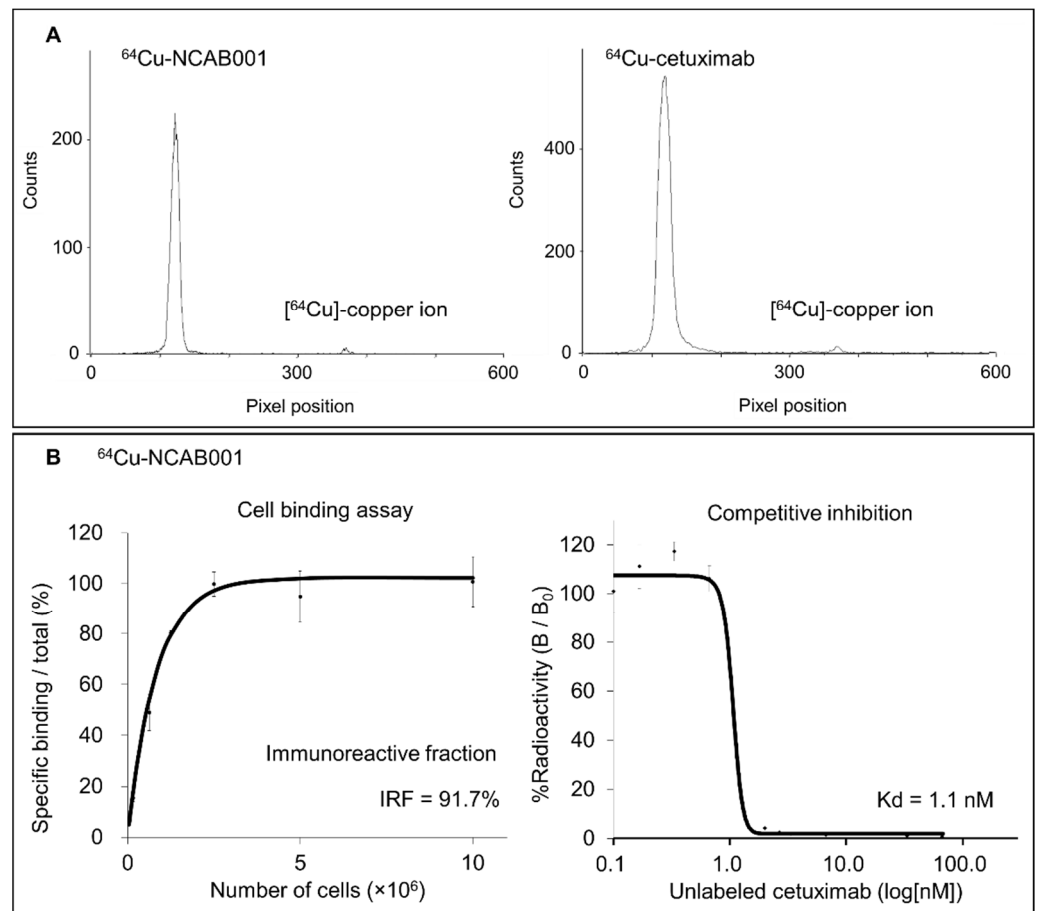 A
⁶⁴Cu-NCAB001
Counts
200
100
0
[⁶⁴Cu]-copper ion
0 300 600
Pixel position
⁶⁴Cu-cetuximab
Counts
400
200
0
[⁶⁴Cu]-copper ion
0 300 600
Pixel position
B ⁶⁴Cu-NCAB001
Cell binding assay
Specific binding / total (%)
120
100
80
60
40
20
0
Immunoreactive fraction
IRF = 91.7%
0 5 10
Number of cells (×10⁶)
Competitive inhibition
%Radioactivity (B / B₀)
120
100
80
60
40
20
0
Kd = 1.1 nM
0.1 1.0 10.0 100.0
Unlabeled cetuximab (log[nM])